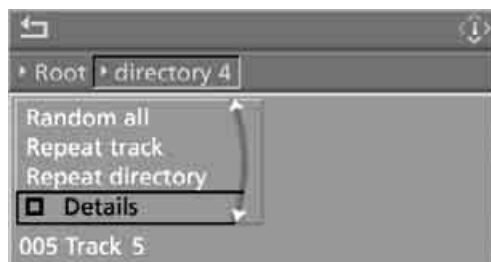 Root directory 4
Random all
Repeat track
Repeat directory
Details
005 Track 5